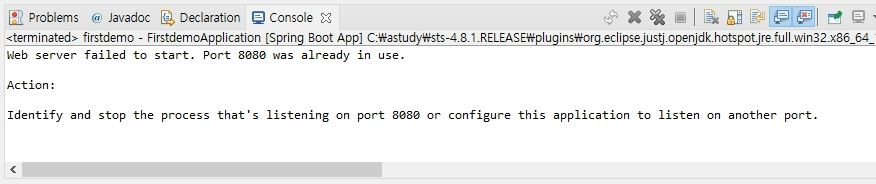 Problems @ Javadoc Declaration Console
<terminated> firstdemo - FirstdemoApplication [Spring Boot App] C:₩astudy₩sts-4.8.1.RELEASE₩plugins₩org.eclipse.justj.openjdk.hotspot.jre.full.win32.x86_64_
Web server failed to start. Port 8080 was already in use.
Action:
Identify and stop the process that's listening on port 8080 or configure this application to listen on another port.